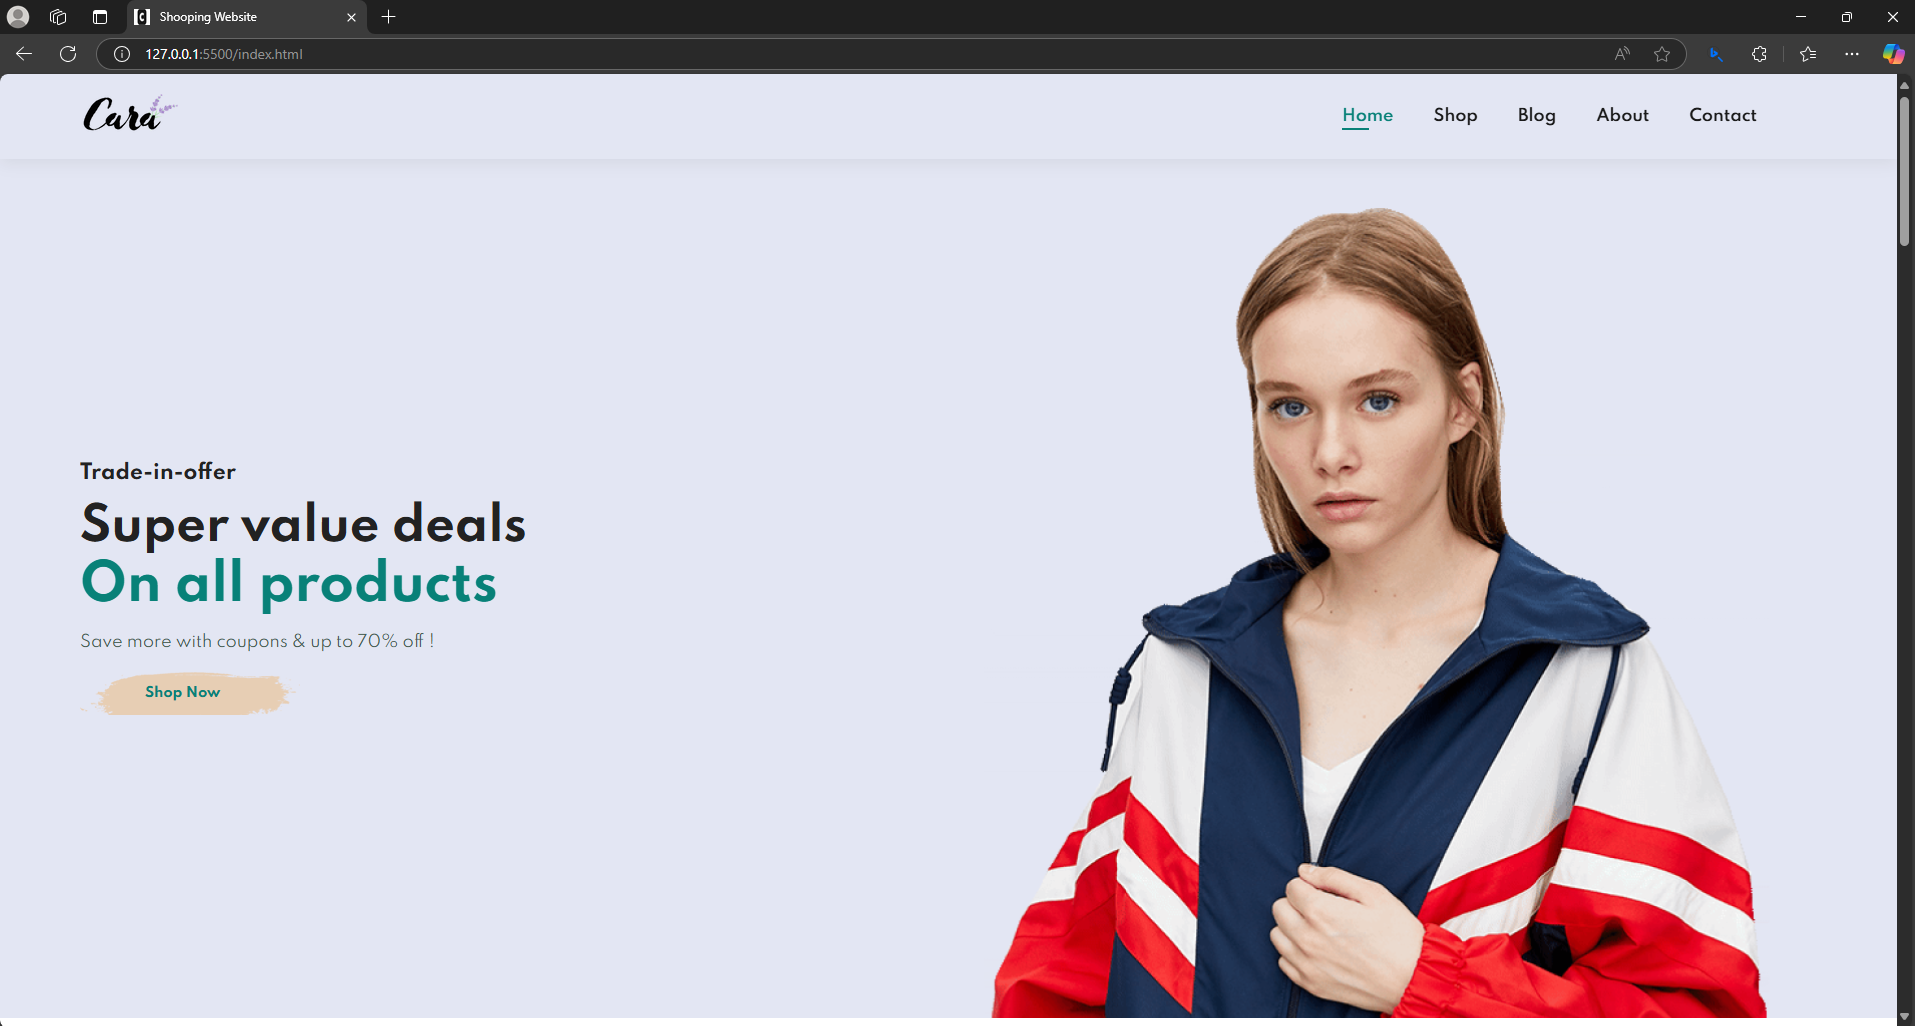 Shooping Website
127.0.0.1:5500/index.html
Cara
Home Shop Blog About Contact
Trade-in-offer
Super value deals
On all products
Save more with coupons & up to 70% off !
Shop Now